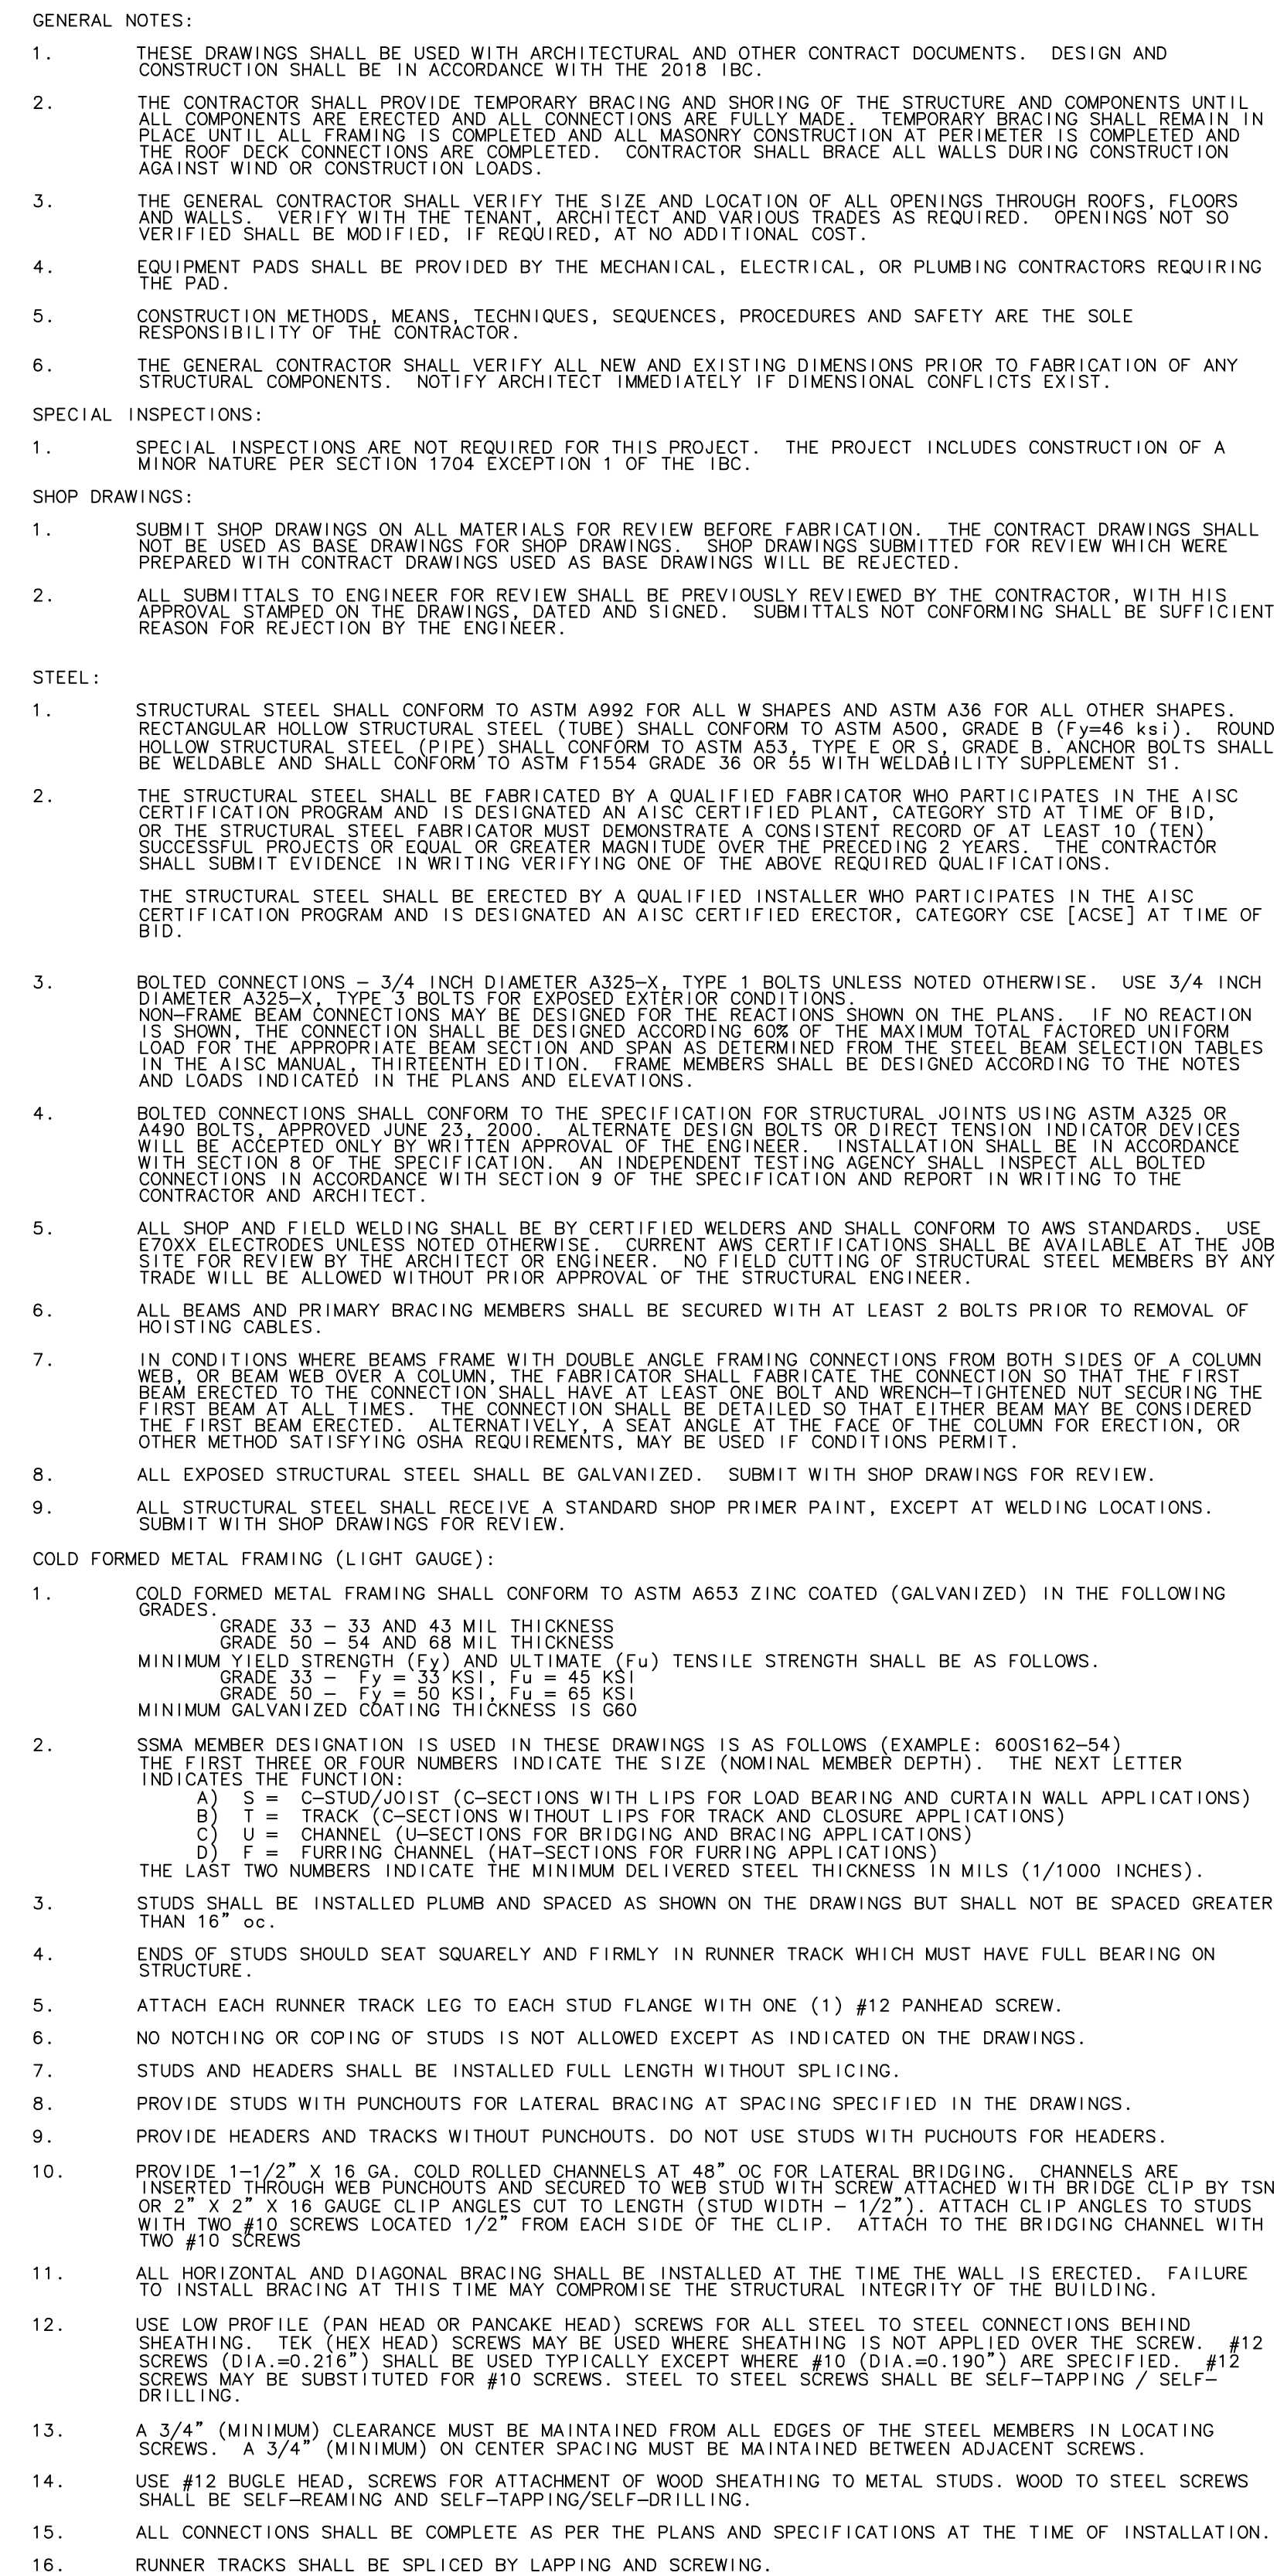 GENERAL NOTES:
1. THESE DRAWINGS SHALL BE USED WITH ARCHITECTURAL AND OTHER CONTRACT DOCUMENTS. DESIGN AND
CONSTRUCTION SHALL BE IN ACCORDANCE WITH THE 2018 IBC.
2. THE CONTRACTOR SHALL PROVIDE TEMPORARY BRACING AND SHORING OF THE STRUCTURE AND COMPONENTS UNTIL
ALL COMPONENTS ARE ERECTED AND ALL CONNECTIONS ARE FULLY MADE. TEMPORARY BRACING SHALL REMAIN IN
PLACE UNTIL ALL FRAMING IS COMPLETED AND ALL MASONRY CONSTRUCTION AT PERIMETER IS COMPLETED AND
THE ROOF DECK CONNECTIONS ARE COMPLETED. CONTRACTOR SHALL BRACE ALL WALLS DURING CONSTRUCTION
AGAINST WIND OR CONSTRUCTION LOADS.
3. THE GENERAL CONTRACTOR SHALL VERIFY THE SIZE AND LOCATION OF ALL OPENINGS THROUGH ROOFS, FLOORS
AND WALLS. VERIFY WITH THE TENANT, ARCHITECT AND VARIOUS TRADES AS REQUIRED. OPENINGS NOT SO
VERIFIED SHALL BE MODIFIED, IF REQUIRED, AT NO ADDITIONAL COST.
4. EQUIPMENT PADS SHALL BE PROVIDED BY THE MECHANICAL, ELECTRICAL, OR PLUMBING CONTRACTORS REQUIRING
THE PAD.
5. CONSTRUCTION METHODS, MEANS, TECHNIQUES, SEQUENCES, PROCEDURES AND SAFETY ARE THE SOLE
RESPONSIBILITY OF THE CONTRACTOR.
6. THE GENERAL CONTRACTOR SHALL VERIFY ALL NEW AND EXISTING DIMENSIONS PRIOR TO FABRICATION OF ANY
STRUCTURAL COMPONENTS. NOTIFY ARCHITECT IMMEDIATELY IF DIMENSIONAL CONFLICTS EXIST.
SPECIAL INSPECTIONS:
1. SPECIAL INSPECTIONS ARE NOT REQUIRED FOR THIS PROJECT. THE PROJECT INCLUDES CONSTRUCTION OF A
MINOR NATURE PER SECTION 1704 EXCEPTION 1 OF THE IBC.
SHOP DRAWINGS:
1. SUBMIT SHOP DRAWINGS ON ALL MATERIALS FOR REVIEW BEFORE FABRICATION. THE CONTRACT DRAWINGS SHALL
NOT BE USED AS BASE DRAWINGS FOR SHOP DRAWINGS. SHOP DRAWINGS SUBMITTED FOR REVIEW WHICH WERE
PREPARED WITH CONTRACT DRAWINGS USED AS BASE DRAWINGS WILL BE REJECTED.
2. ALL SUBMITTALS TO ENGINEER FOR REVIEW SHALL BE PREVIOUSLY REVIEWED BY THE CONTRACTOR, WITH HIS
APPROVAL STAMPED ON THE DRAWINGS, DATED AND SIGNED. SUBMITTALS NOT CONFORMING SHALL BE SUFFICIENT
REASON FOR REJECTION BY THE ENGINEER.
STEEL:
1. STRUCTURAL STEEL SHALL CONFORM TO ASTM A992 FOR ALL W SHAPES AND ASTM A36 FOR ALL OTHER SHAPES.
RECTANGULAR HOLLOW STRUCTURAL STEEL (TUBE) SHALL CONFORM TO ASTM A500, GRADE B (Fy=46 ksi). ROUND
HOLLOW STRUCTURAL STEEL (PIPE) SHALL CONFORM TO ASTM A53, TYPE E OR S, GRADE B. ANCHOR BOLTS SHALL
BE WELDABLE AND SHALL CONFORM TO ASTM F1554 GRADE 36 OR 55 WITH WELDABILITY SUPPLEMENT S1.
2. THE STRUCTURAL STEEL SHALL BE FABRICATED BY A QUALIFIED FABRICATOR WHO PARTICIPATES IN THE AISC
CERTIFICATION PROGRAM AND IS DESIGNATED AN AISC CERTIFIED PLANT, CATEGORY STD AT TIME OF BID,
OR THE STRUCTURAL STEEL FABRICATOR MUST DEMONSTRATE A CONSISTENT RECORD OF AT LEAST 10 (TEN)
SUCCESSFUL PROJECTS OR EQUAL OR GREATER MAGNITUDE OVER THE PRECEDING 2 YEARS. THE CONTRACTOR
SHALL SUBMIT EVIDENCE IN WRITING VERIFYING ONE OF THE ABOVE REQUIRED QUALIFICATIONS.
THE STRUCTURAL STEEL SHALL BE ERECTED BY A QUALIFIED INSTALLER WHO PARTICIPATES IN THE AISC
CERTIFICATION PROGRAM AND IS DESIGNATED AN AISC CERTIFIED ERECTOR, CATEGORY CSE [ACSE] AT TIME OF
BID.
3. BOLTED CONNECTIONS – 3/4 INCH DIAMETER A325–X, TYPE 1 BOLTS UNLESS NOTED OTHERWISE. USE 3/4 INCH
DIAMETER A325–X, TYPE 3 BOLTS FOR EXPOSED EXTERIOR CONDITIONS.
NON–FRAME BEAM CONNECTIONS MAY BE DESIGNED FOR THE REACTIONS SHOWN ON THE PLANS. IF NO REACTION
IS SHOWN, THE CONNECTION SHALL BE DESIGNED ACCORDING 60% OF THE MAXIMUM TOTAL FACTORED UNIFORM
LOAD FOR THE APPROPRIATE BEAM SECTION AND SPAN AS DETERMINED FROM THE STEEL BEAM SELECTION TABLES
IN THE AISC MANUAL, THIRTEENTH EDITION. FRAME MEMBERS SHALL BE DESIGNED ACCORDING TO THE NOTES
AND LOADS INDICATED IN THE PLANS AND ELEVATIONS.
4. BOLTED CONNECTIONS SHALL CONFORM TO THE SPECIFICATION FOR STRUCTURAL JOINTS USING ASTM A325 OR
A490 BOLTS, APPROVED JUNE 23, 2000. ALTERNATE DESIGN BOLTS OR DIRECT TENSION INDICATOR DEVICES
WILL BE ACCEPTED ONLY BY WRITTEN APPROVAL OF THE ENGINEER. INSTALLATION SHALL BE IN ACCORDANCE
WITH SECTION 8 OF THE SPECIFICATION. AN INDEPENDENT TESTING AGENCY SHALL INSPECT ALL BOLTED
CONNECTIONS IN ACCORDANCE WITH SECTION 9 OF THE SPECIFICATION AND REPORT IN WRITING TO THE
CONTRACTOR AND ARCHITECT.
5. ALL SHOP AND FIELD WELDING SHALL BE BY CERTIFIED WELDERS AND SHALL CONFORM TO AWS STANDARDS. USE
E70XX ELECTRODES UNLESS NOTED OTHERWISE. CURRENT AWS CERTIFICATIONS SHALL BE AVAILABLE AT THE JOB
SITE FOR REVIEW BY THE ARCHITECT OR ENGINEER. NO FIELD CUTTING OF STRUCTURAL STEEL MEMBERS BY ANY
TRADE WILL BE ALLOWED WITHOUT PRIOR APPROVAL OF THE STRUCTURAL ENGINEER.
6. ALL BEAMS AND PRIMARY BRACING MEMBERS SHALL BE SECURED WITH AT LEAST 2 BOLTS PRIOR TO REMOVAL OF
HOISTING CABLES.
7. IN CONDITIONS WHERE BEAMS FRAME WITH DOUBLE ANGLE FRAMING CONNECTIONS FROM BOTH SIDES OF A COLUMN
WEB, OR BEAM WEB OVER A COLUMN, THE FABRICATOR SHALL FABRICATE THE CONNECTION SO THAT THE FIRST
BEAM ERECTED TO THE CONNECTION SHALL HAVE AT LEAST ONE BOLT AND WRENCH–TIGHTENED NUT SECURING THE
FIRST BEAM AT ALL TIMES. THE CONNECTION SHALL BE DETAILED SO THAT EITHER BEAM MAY BE CONSIDERED
THE FIRST BEAM ERECTED. ALTERNATIVELY, A SEAT ANGLE AT THE FACE OF THE COLUMN FOR ERECTION, OR
OTHER METHOD SATISFYING OSHA REQUIREMENTS, MAY BE USED IF CONDITIONS PERMIT.
8. ALL EXPOSED STRUCTURAL STEEL SHALL BE GALVANIZED. SUBMIT WITH SHOP DRAWINGS FOR REVIEW.
9. ALL STRUCTURAL STEEL SHALL RECEIVE A STANDARD SHOP PRIMER PAINT, EXCEPT AT WELDING LOCATIONS.
SUBMIT WITH SHOP DRAWINGS FOR REVIEW.
COLD FORMED METAL FRAMING (LIGHT GAUGE):
1. COLD FORMED METAL FRAMING SHALL CONFORM TO ASTM A653 ZINC COATED (GALVANIZED) IN THE FOLLOWING
GRADES.
GRADE 33 – 33 AND 43 MIL THICKNESS
GRADE 50 – 54 AND 68 MIL THICKNESS
MINIMUM YIELD STRENGTH (Fy) AND ULTIMATE (Fu) TENSILE STRENGTH SHALL BE AS FOLLOWS.
GRADE 33 – Fy = 33 KSI, Fu = 45 KSI
GRADE 50 – Fy = 50 KSI, Fu = 65 KSI
MINIMUM GALVANIZED COATING THICKNESS IS G60
2. SSMA MEMBER DESIGNATION IS USED IN THESE DRAWINGS IS AS FOLLOWS (EXAMPLE: 600S162–54)
THE FIRST THREE OR FOUR NUMBERS INDICATE THE SIZE (NOMINAL MEMBER DEPTH). THE NEXT LETTER
INDICATES THE FUNCTION:
A) S = C–STUD/JOIST (C–SECTIONS WITH LIPS FOR LOAD BEARING AND CURTAIN WALL APPLICATIONS)
B) T = TRACK (C–SECTIONS WITHOUT LIPS FOR TRACK AND CLOSURE APPLICATIONS)
C) U = CHANNEL (U–SECTIONS FOR BRIDGING AND BRACING APPLICATIONS)
D) F = FURRING CHANNEL (HAT–SECTIONS FOR FURRING APPLICATIONS)
THE LAST TWO NUMBERS INDICATE THE MINIMUM DELIVERED STEEL THICKNESS IN MILS (1/1000 INCHES).
3. STUDS SHALL BE INSTALLED PLUMB AND SPACED AS SHOWN ON THE DRAWINGS BUT SHALL NOT BE SPACED GREATER
THAN 16” oc.
4. ENDS OF STUDS SHOULD SEAT SQUARELY AND FIRMLY IN RUNNER TRACK WHICH MUST HAVE FULL BEARING ON
STRUCTURE.
5. ATTACH EACH RUNNER TRACK LEG TO EACH STUD FLANGE WITH ONE (1) #12 PANHEAD SCREW.
6. NO NOTCHING OR COPING OF STUDS IS NOT ALLOWED EXCEPT AS INDICATED ON THE DRAWINGS.
7. STUDS AND HEADERS SHALL BE INSTALLED FULL LENGTH WITHOUT SPLICING.
8. PROVIDE STUDS WITH PUNCHOUTS FOR LATERAL BRACING AT SPACING SPECIFIED IN THE DRAWINGS.
9. PROVIDE HEADERS AND TRACKS WITHOUT PUNCHOUTS. DO NOT USE STUDS WITH PUCHOUTS FOR HEADERS.
10. PROVIDE 1–1/2” X 16 GA. COLD ROLLED CHANNELS AT 48” OC FOR LATERAL BRIDGING. CHANNELS ARE
INSERTED THROUGH WEB PUNCHOUTS AND SECURED TO WEB STUD WITH SCREW ATTACHED WITH BRIDGE CLIP BY TSN
OR 2” X 2” X 16 GAUGE CLIP ANGLES CUT TO LENGTH (STUD WIDTH – 1/2”). ATTACH CLIP ANGLES TO STUDS
WITH TWO #10 SCREWS LOCATED 1/2” FROM EACH SIDE OF THE CLIP. ATTACH TO THE BRIDGING CHANNEL WITH
TWO #10 SCREWS
11. ALL HORIZONTAL AND DIAGONAL BRACING SHALL BE INSTALLED AT THE TIME THE WALL IS ERECTED. FAILURE
TO INSTALL BRACING AT THIS TIME MAY COMPROMISE THE STRUCTURAL INTEGRITY OF THE BUILDING.
12. USE LOW PROFILE (PAN HEAD OR PANCAKE HEAD) SCREWS FOR ALL STEEL TO STEEL CONNECTIONS BEHIND
SHEATHING. TEK (HEX HEAD) SCREWS MAY BE USED WHERE SHEATHING IS NOT APPLIED OVER THE SCREW. #12
SCREWS (DIA.=0.216”) SHALL BE USED TYPICALLY EXCEPT WHERE #10 (DIA.=0.190”) ARE SPECIFIED. #12
SCREWS MAY BE SUBSTITUTED FOR #10 SCREWS. STEEL TO STEEL SCREWS SHALL BE SELF–TAPPING / SELF–
DRILLING.
13. A 3/4” (MINIMUM) CLEARANCE MUST BE MAINTAINED FROM ALL EDGES OF THE STEEL MEMBERS IN LOCATING
SCREWS. A 3/4” (MINIMUM) ON CENTER SPACING MUST BE MAINTAINED BETWEEN ADJACENT SCREWS.
14. USE #12 BUGLE HEAD, SCREWS FOR ATTACHMENT OF WOOD SHEATHING TO METAL STUDS. WOOD TO STEEL SCREWS
SHALL BE SELF–REAMING AND SELF–TAPPING/SELF–DRILLING.
15. ALL CONNECTIONS SHALL BE COMPLETE AS PER THE PLANS AND SPECIFICATIONS AT THE TIME OF INSTALLATION.
16. RUNNER TRACKS SHALL BE SPLICED BY LAPPING AND SCREWING.